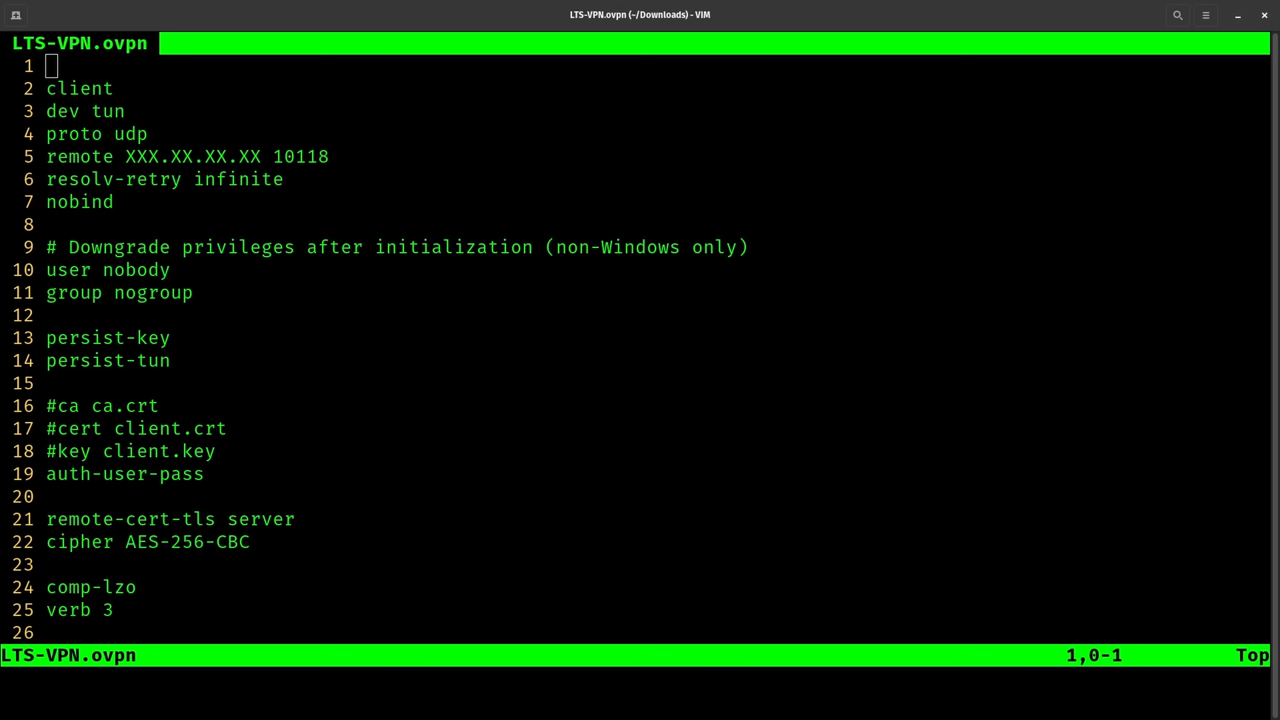 LTS-VPN.ovpn (~/Downloads) - VIM
LTS-VPN.ovpn
1
2 client
3 dev tun
4 proto udp
5 remote XXX.XX.XX.XX 10118
6 resolv-retry infinite
7 nobind
8
9 # Downgrade privileges after initialization (non-Windows only)
10 user nobody
11 group nogroup
12
13 persist-key
14 persist-tun
15
16 #ca ca.crt
17 #cert client.crt
18 #key client.key
19 auth-user-pass
20
21 remote-cert-tls server
22 cipher AES-256-CBC
23
24 comp-lzo
25 verb 3
26
LTS-VPN.ovpn 1,0-1 Top